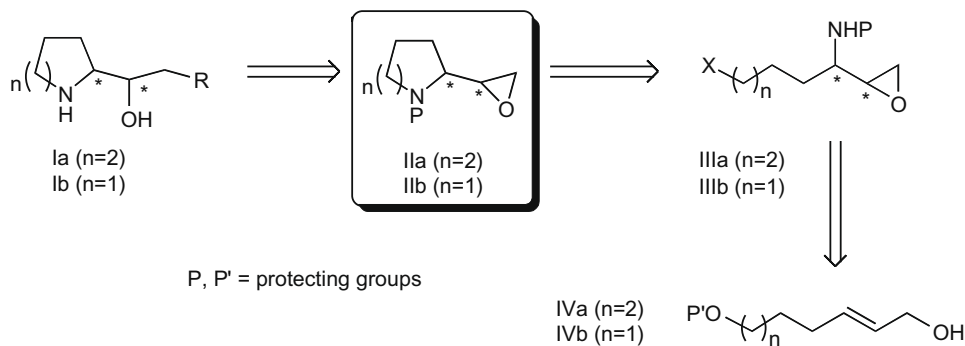 n
N
H
*
*
OH
R
Ia (n=2)
Ib (n=1)
n
N
P
*
*
O
IIa (n=2)
IIb (n=1)
NHP
X
n
*
*
O
IIIa (n=2)
IIIb (n=1)
P, P' = protecting groups
IVa (n=2)
IVb (n=1)
P'O
n
OH